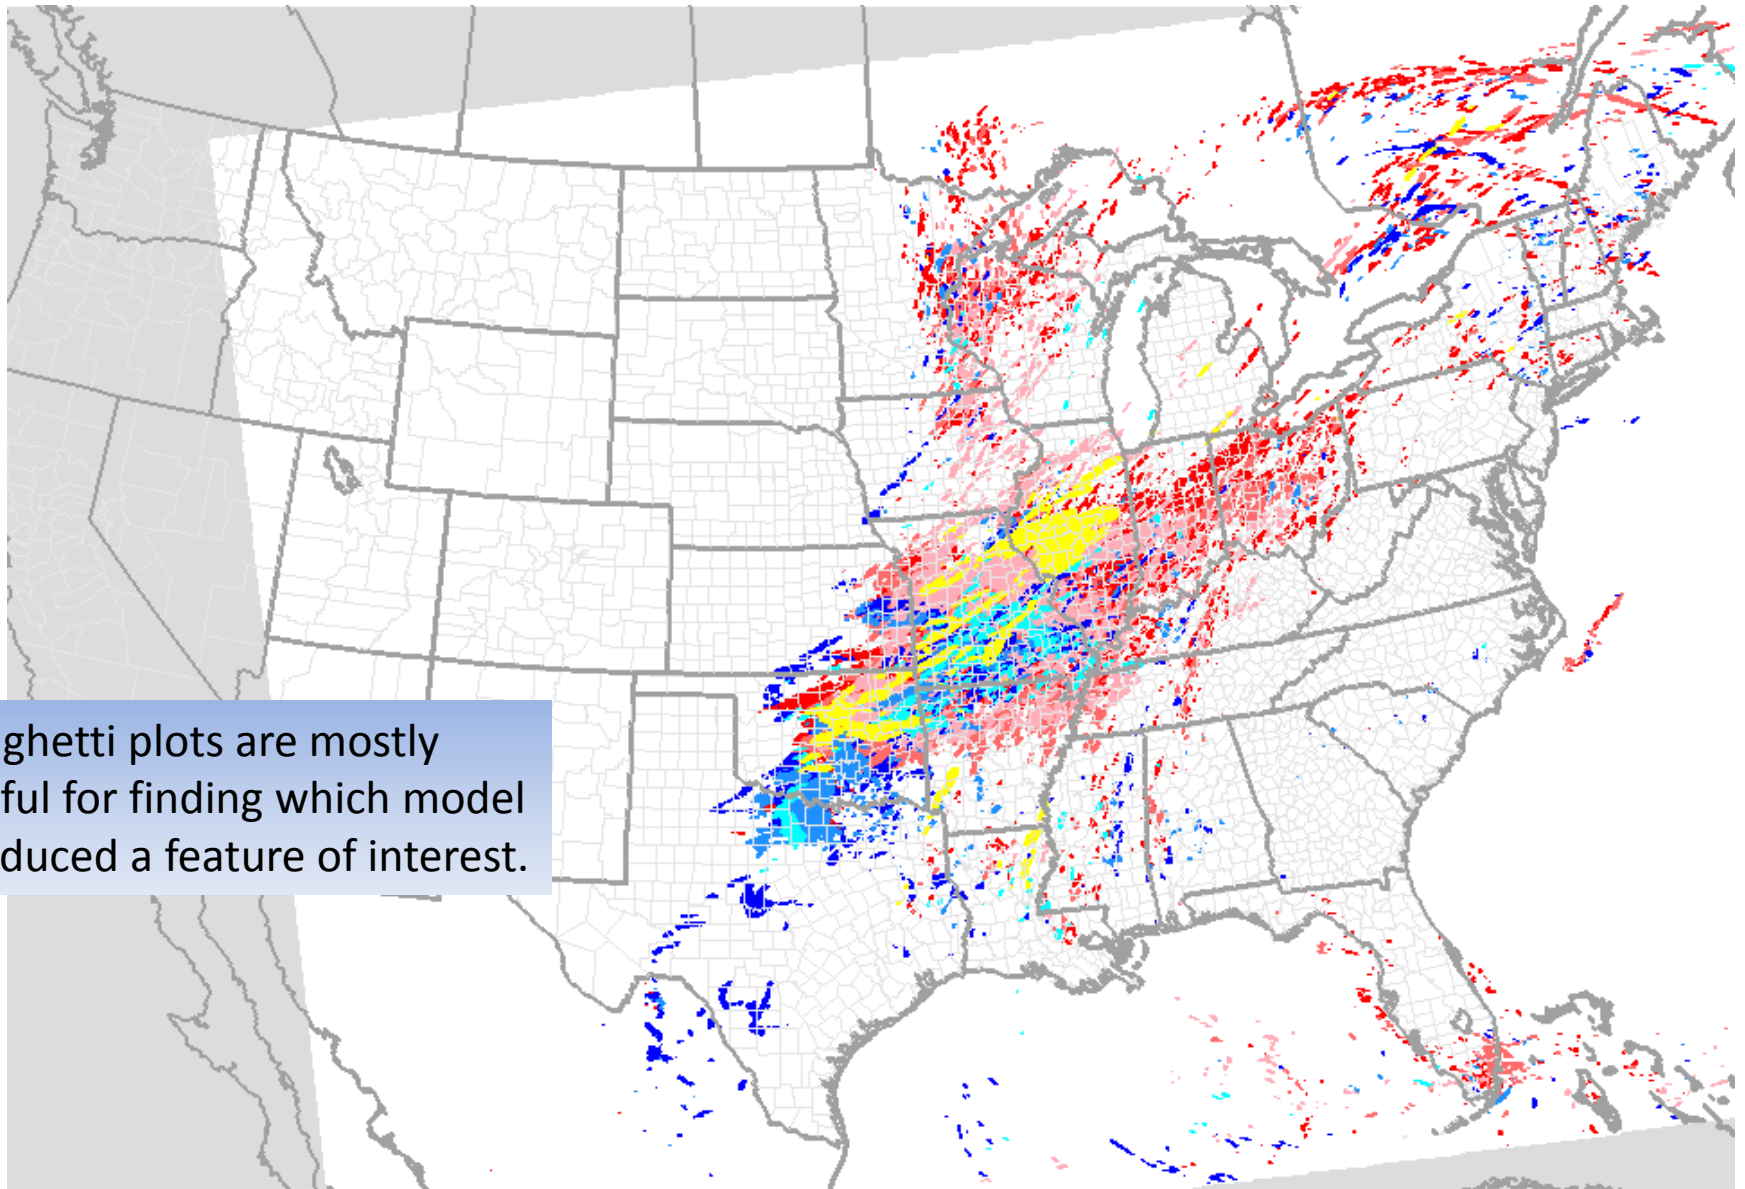 ghetti plots are mostly
ful for finding which model
duced a feature of interest.